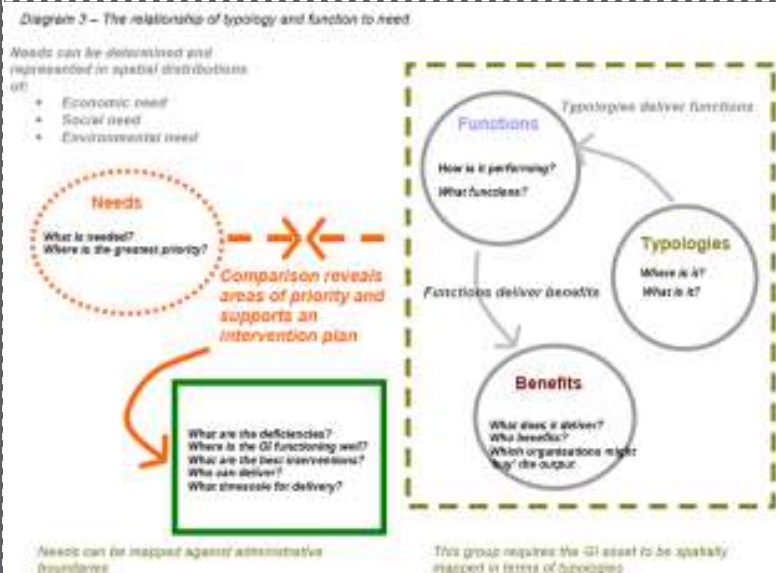 Diagram 3 – The relationship of typology and function to need
Needs can be determined and
represented in spatial distributions
of:
• Economic need
• Social need
• Environmental need
Needs
What is needed?
Where is the greatest priority?
Comparison reveals
areas of priority and
supports an
intervention plan
What are the deficiencies?
Where is the GI functioning well?
What are the best interventions?
Who can deliver?
What timescale for delivery?
Needs can be mapped against administrative
boundaries
Functions
How is it performing?
What functions?
Typologies deliver functions
Typologies
Where is it?
What is it?
Functions deliver benefits
Benefits
What does it deliver?
Who benefits?
Which organisations might
'buy' the output
This group requires the GI asset to be spatially
mapped in terms of typologies